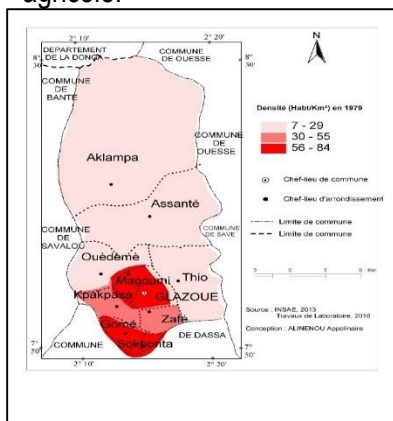 agricole.
2° 10'
2° 20'
DEPARTEMENT
DE LA DONGA
COMMUNE
DE OUESSE
8°
30'
8°
30'
COMMUNE
DE
BANTE
N
Densité (Habt/Km²) en 1979
7 - 29
30 - 55
56 - 84
COMMUNE
DE
OUESSE
Aklampa
Chef-lieu de commune
Chef-lieu d'arrondissement
Assanté
Limite de commune
Limite de commune
COMMUNE
DE
SAVALOU
COMMUNE
DE SAVE
Ouèdèmè
Magoumi
Thio
Kpakpaza
GLAZOUE
Gomé
Zafé
Sokponta
Source : INSAE, 2013
Travaux de Laboratoire, 2018
Conception : ALINENOU Appolinaire
COMMUNE
DE DASSA
7°
50'
7°
50'
2° 10'
2° 20'